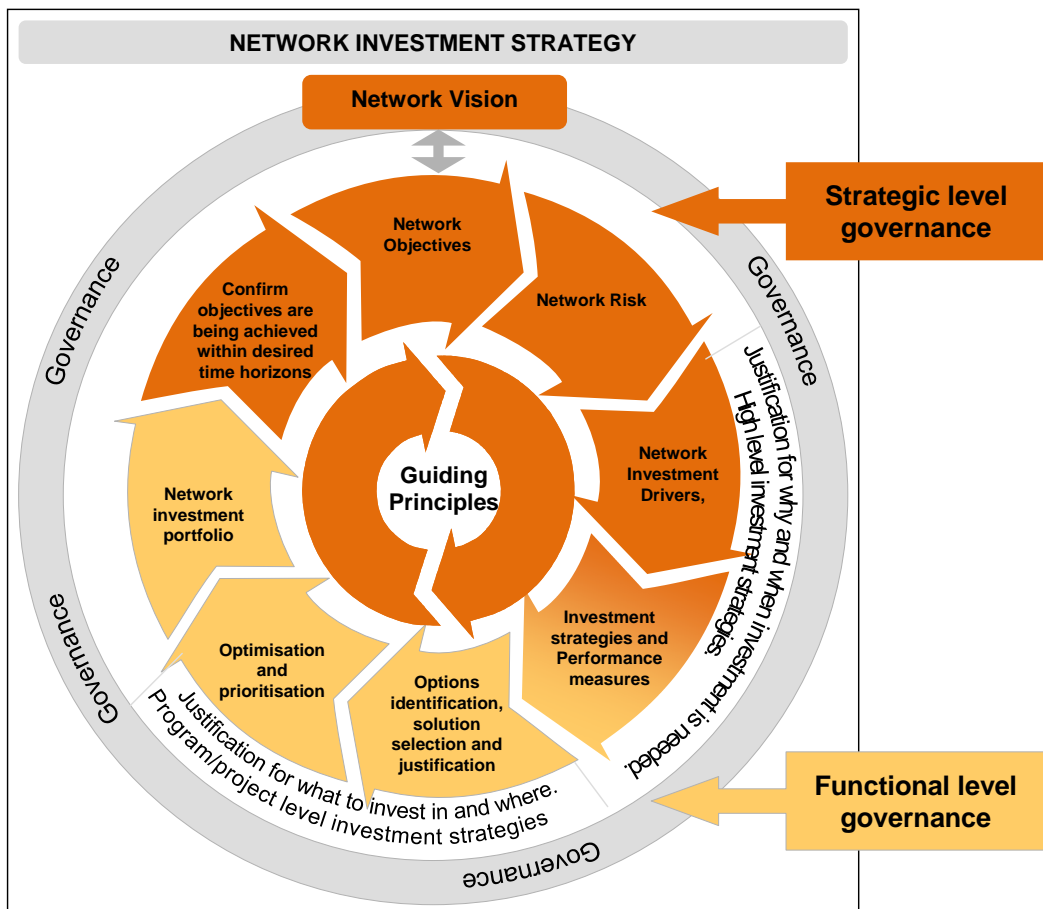 NETWORK INVESTMENT STRATEGY
Network Vision
Strategic level
governance
Network
Objectives
Network Risk
Confirm
objectives are
being achieved
within desired
time horizons
Governance
Governance
Justification for why and when investment is needed.
High level investment strategies.
Network
Investment
Drivers,
Guiding
Principles
Network
investment
portfolio
Investment
strategies and
Performance
measures
Optimisation
and
prioritisation
Options
identification,
solution
selection and
justification
Governance
Justification for what to invest in and where.
Program/project level investment strategies
Functional level
governance
Governance